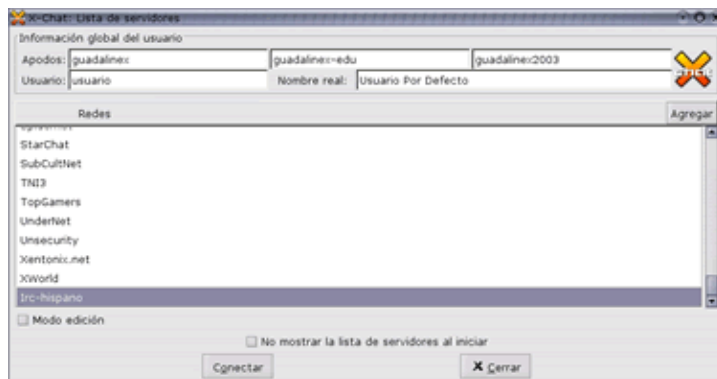 X-Chat: Lista de servidores
Información global del usuario
Apodos: guadalinex guadalinex-edu guadalinex2003
Usuario: usuario Nombre real: Usuario Por Defecto
Redes Agregar
StarChat
SubCultNet
TNI3
TopGamers
UnderNet
Unsecurity
Xentonix.net
XWorld
Irc-hispano
Modo edición
No mostrar la lista de servidores al iniciar
Conectar Cerrar